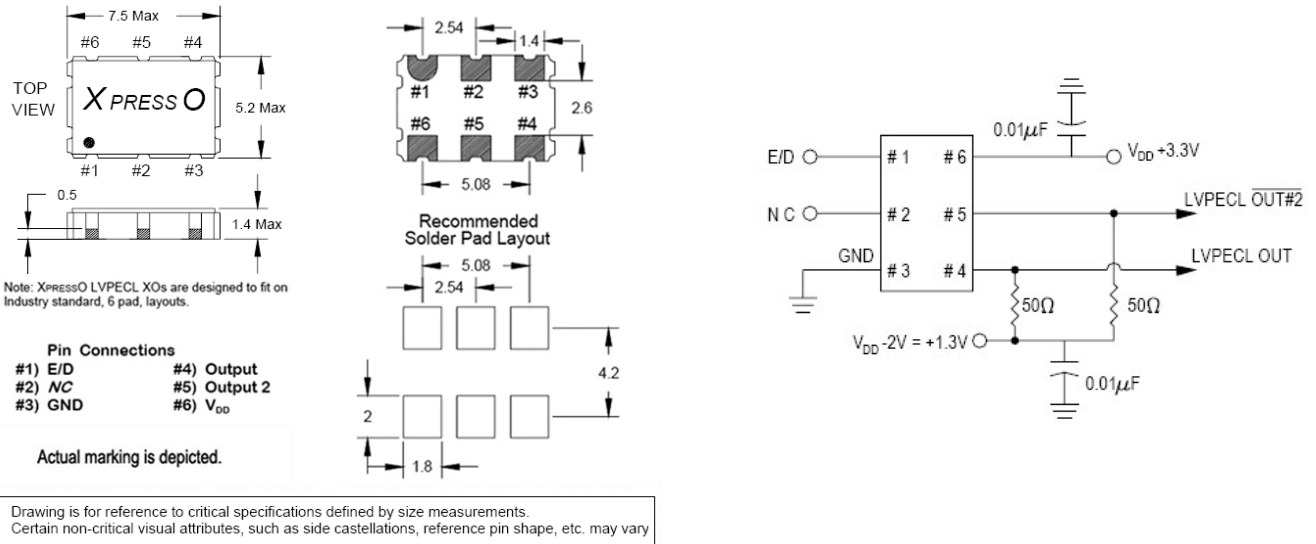 7.5 Max
#6 #5 #4
TOP
VIEW
X PRESS O
5.2 Max
#1 #2 #3
0.5
1.4 Max
Note: XPRESSO LVPECL XOs are designed to fit on
Industry standard, 6 pad, layouts.
Pin Connections
#1) E/D #4) Output
#2) NC #5) Output 2
#3) GND #6) VDD
Actual marking is depicted.
2.54
1.4
#1 #2 #3
2.6
#6 #5 #4
5.08
Recommended
Solder Pad Layout
5.08
2.54
4.2
2
1.8
Drawing is for reference to critical specifications defined by size measurements.
Certain non-critical visual attributes, such as side castellations, reference pin shape, etc. may vary
0.01µF
E/D #1 #6 VDD +3.3V
NC #2 #5 LVPECL OUT#2
GND #3 #4 LVPECL OUT
50Ω 50Ω
VDD -2V = +1.3V
0.01µF